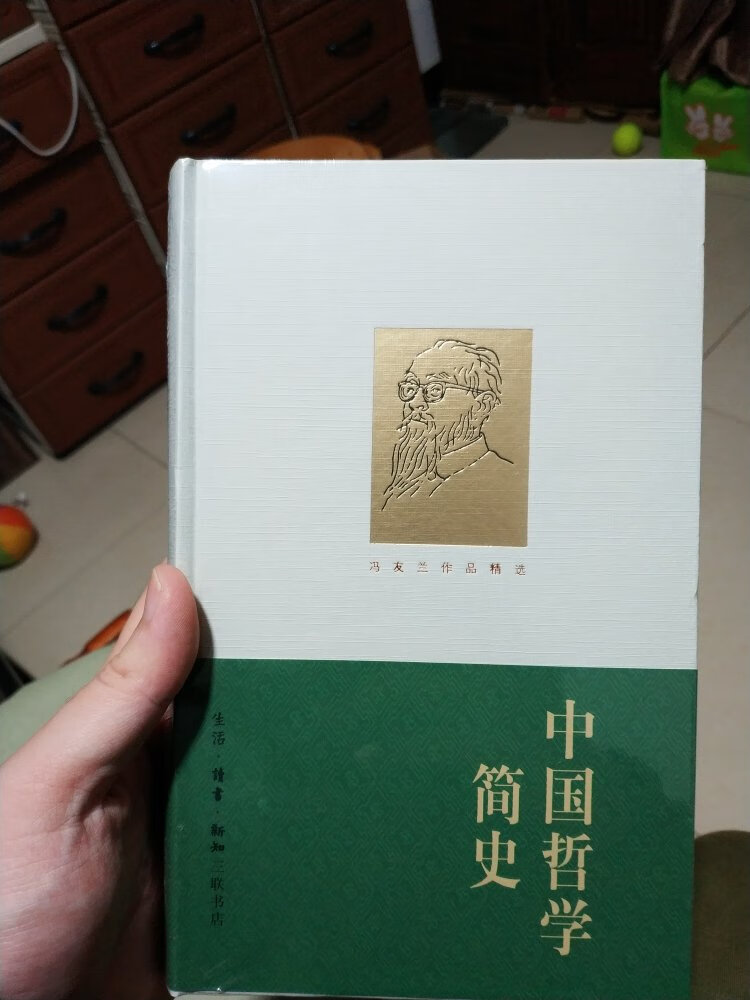 冯友兰作品精选
中国哲学
简史
生活·讀書·新知三联书店